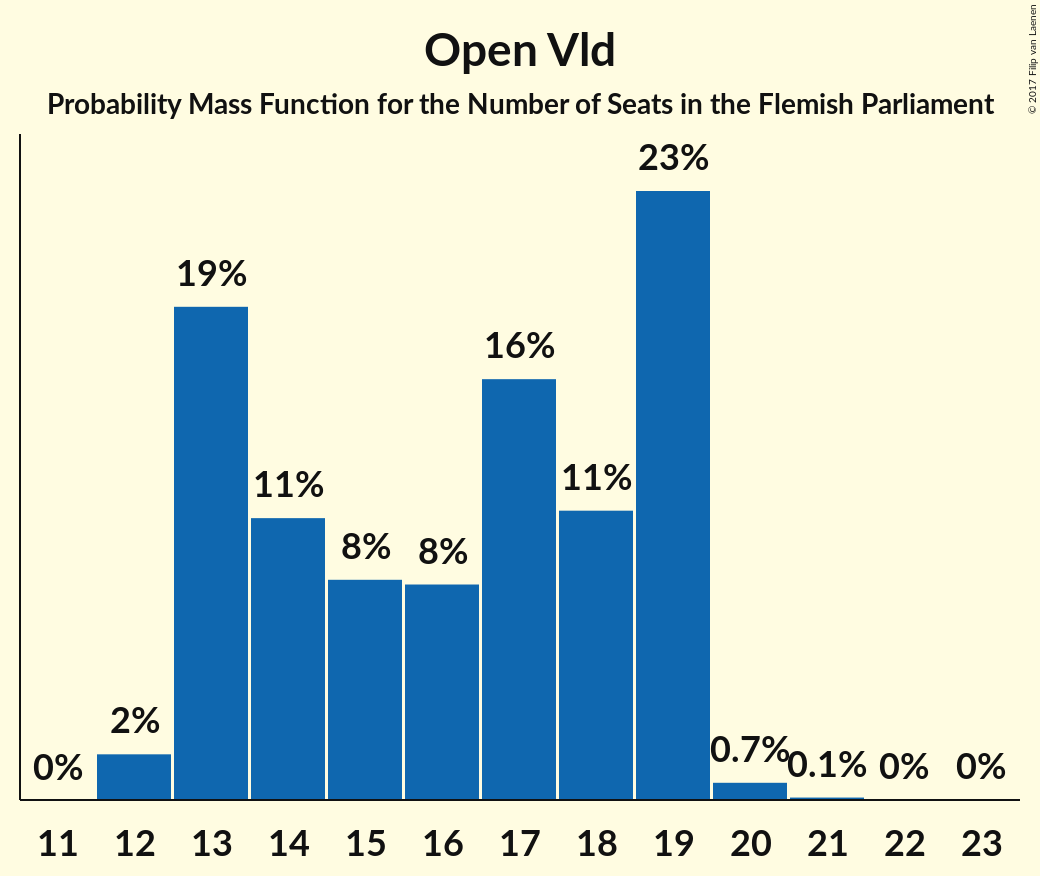 Open Vld
Probability Mass Function for the Number of Seats in the Flemish Parliament
© 2017 Filip van Laenen
0% 2% 19% 11% 8% 8% 16% 11% 23% 0.7% 0.1% 0% 0%
11 12 13 14 15 16 17 18 19 20 21 22 23